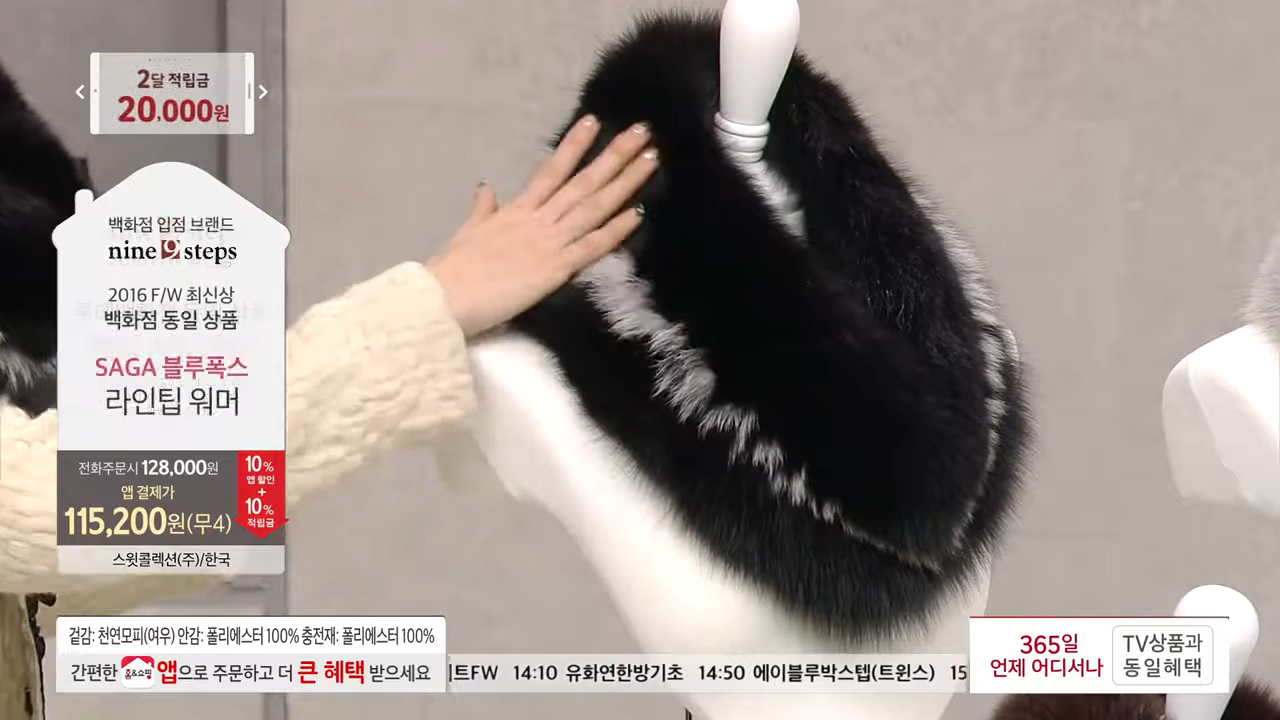 2달 적립금
20,000원
백화점 입점 브랜드
nine 9 steps
2016 F/W 최신상
백화점 동일 상품
SAGA 블루폭스
라인팁 워머
전화주문시 128,000원
앱 결제가
115,200원(무4)
10%
앱 할인
+
10%
적립금
스윗콜렉션(주)/한국
겉감: 천연모피(여우) 안감: 폴리에스터 100% 충전재: 폴리에스터 100%
간편한 홈&쇼핑 앱으로 주문하고 더 큰 혜택 받으세요
트FW 14:10 유화연한방기초 14:50 에이블루박스텝(트윈스) 15
365일
언제 어디서나
TV상품과
동일혜택